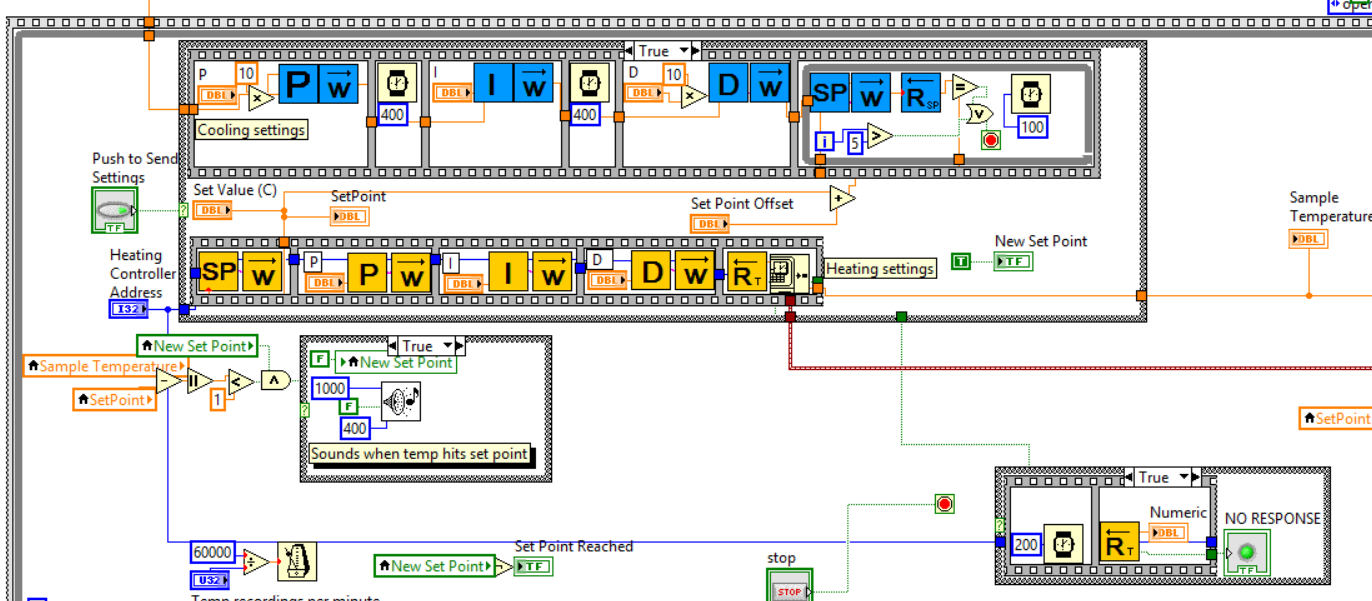 oper
True
P
10
DBL
×
P
W
400
I
DBL
I
W
400
D
10
DBL
×
D
W
SP
W
R SP
=
V
100
i
5
>
Cooling settings
Push to Send
Settings
TF
?
Set Value (C)
DBL
SetPoint
DBL
Set Point Offset
DBL
+
Sample
Temperature
DBL
Heating
Controller
Address
I32
SP
W
P
DBL
P
W
I
DBL
I
W
D
DBL
D
W
R T
Heating settings
T
New Set Point
TF
New Set Point
Sample Temperature
SetPoint
-
||
<
1
Λ
?
True
F
New Set Point
1000
F
400
Sounds when temp hits set point
SetPoint
True
?
200
R T
Numeric
DBL
NO RESPONSE
TF
60000
U32
÷
Temp recordings per minute
New Set Point
Set Point Reached
TF
stop
STOP